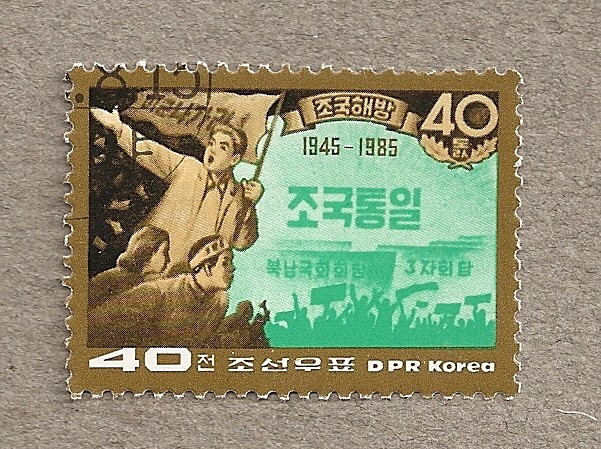 조국해방 40돐
1945-1985
조국통일
북남국회회담 3자회담
40 전 조선우표 DPR Korea